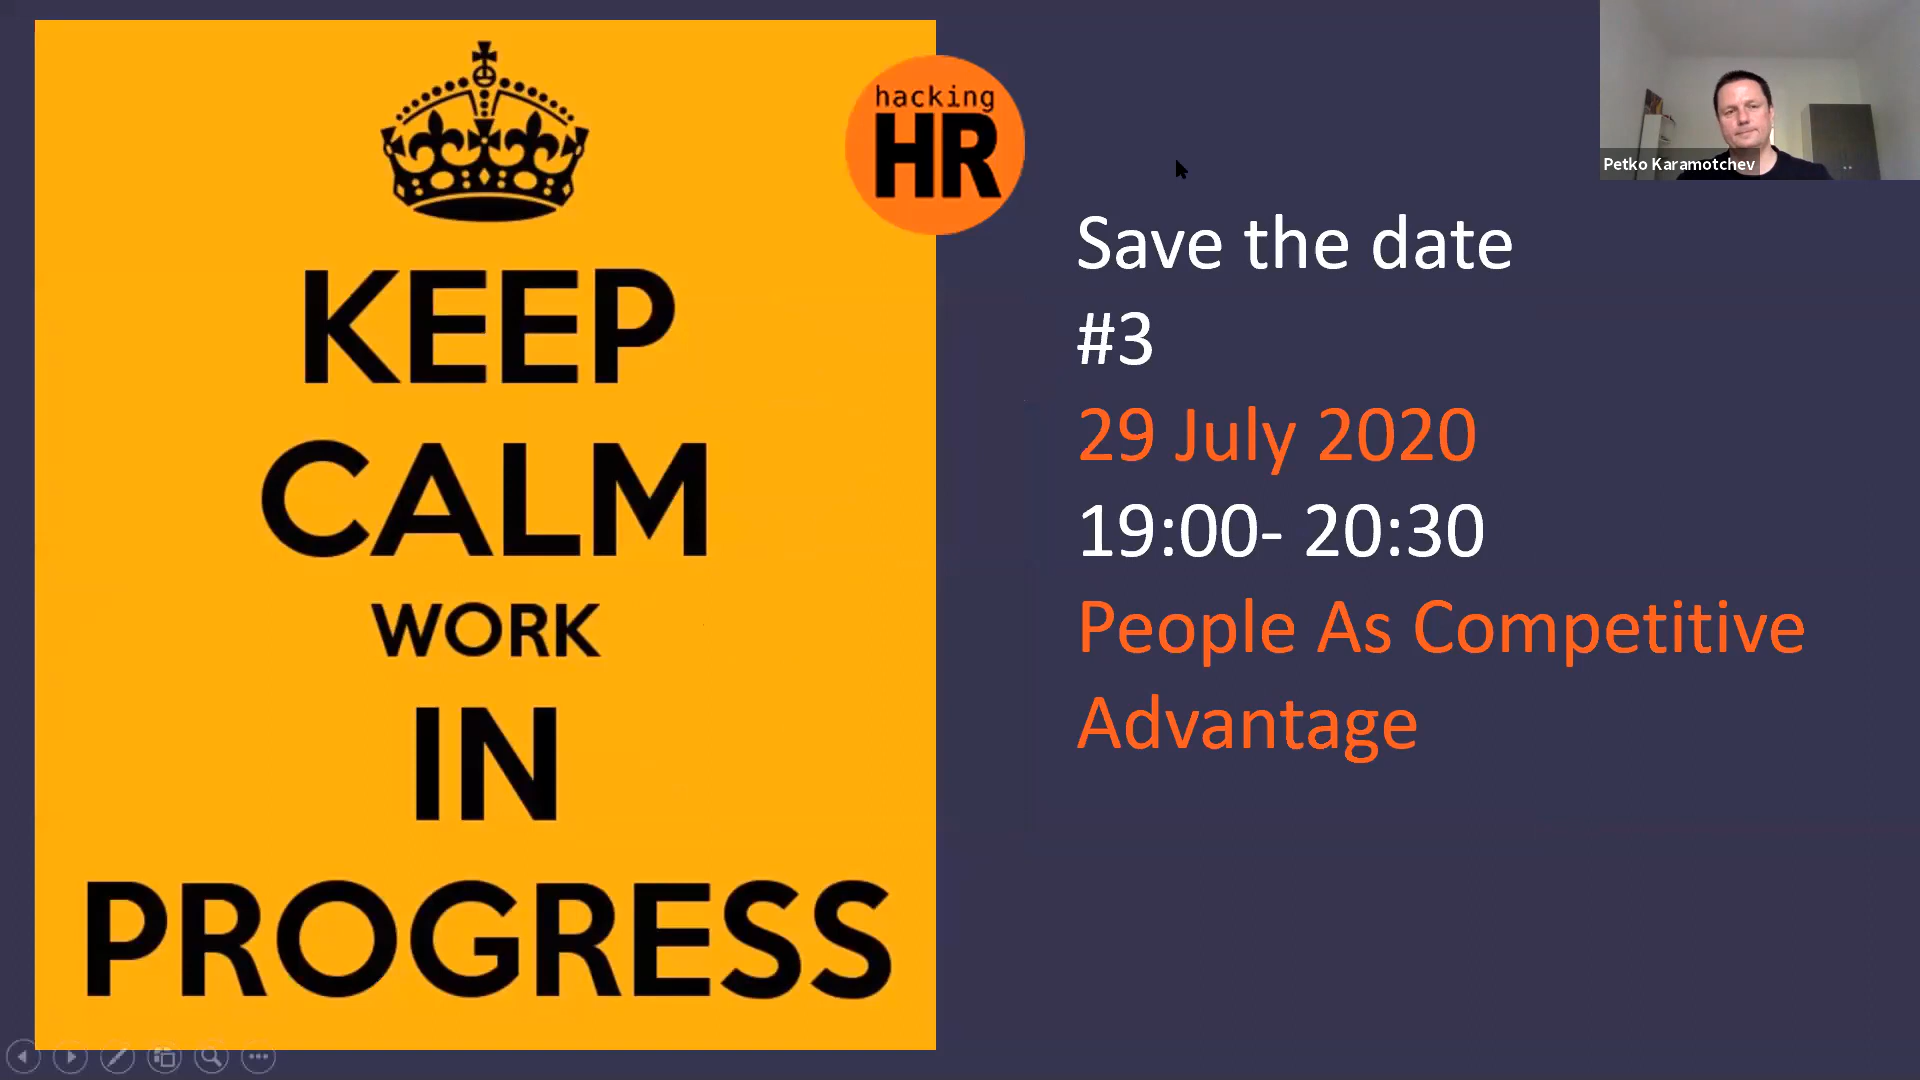 KEEP
CALM
WORK
IN
PROGRESS
hacking
HR
Save the date
#3
29 July 2020
19:00- 20:30
People As Competitive
Advantage
Petko Karamotchev